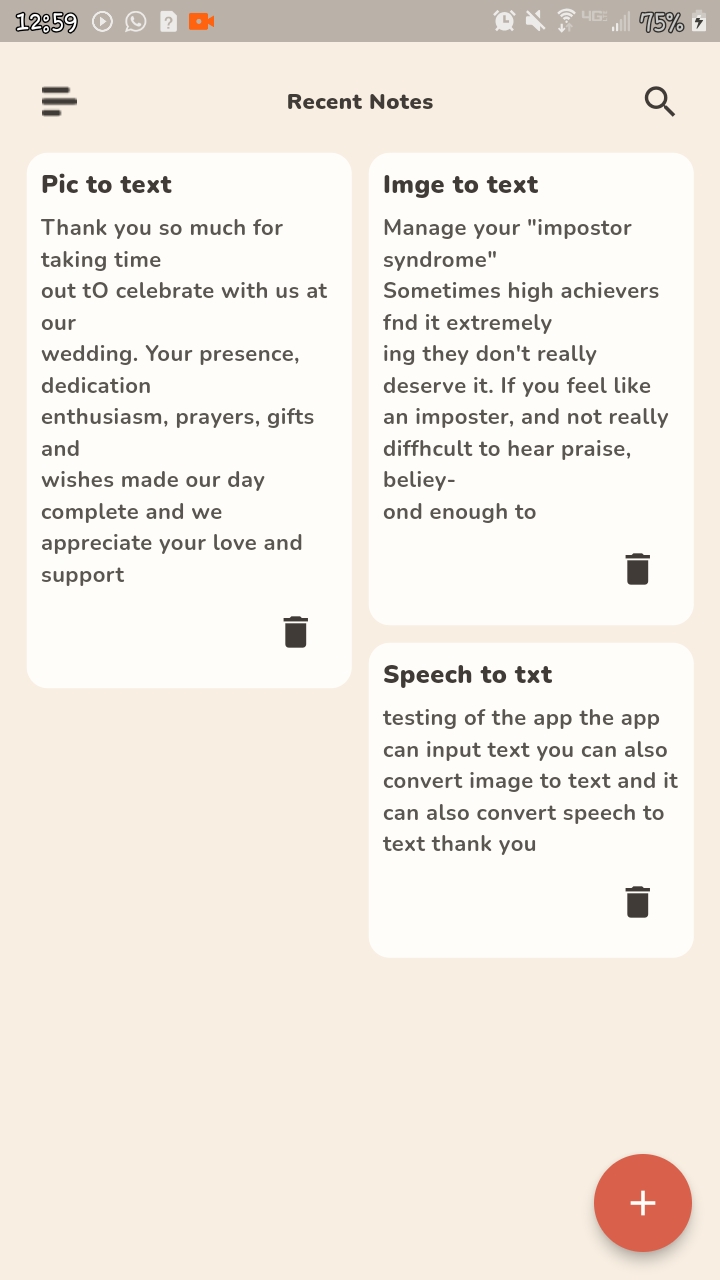 12:59
4G
75%
Recent Notes
Pic to text
Thank you so much for
taking time
out tO celebrate with us at
our
wedding. Your presence,
dedication
enthusiasm, prayers, gifts
and
wishes made our day
complete and we
appreciate your love and
support
Imge to text
Manage your "impostor
syndrome"
Sometimes high achievers
fnd it extremely
ing they don't really
deserve it. If you feel like
an imposter, and not really
diffhcult to hear praise,
believ-
ond enough to
Speech to txt
testing of the app the app
can input text you can also
convert image to text and it
can also convert speech to
text thank you